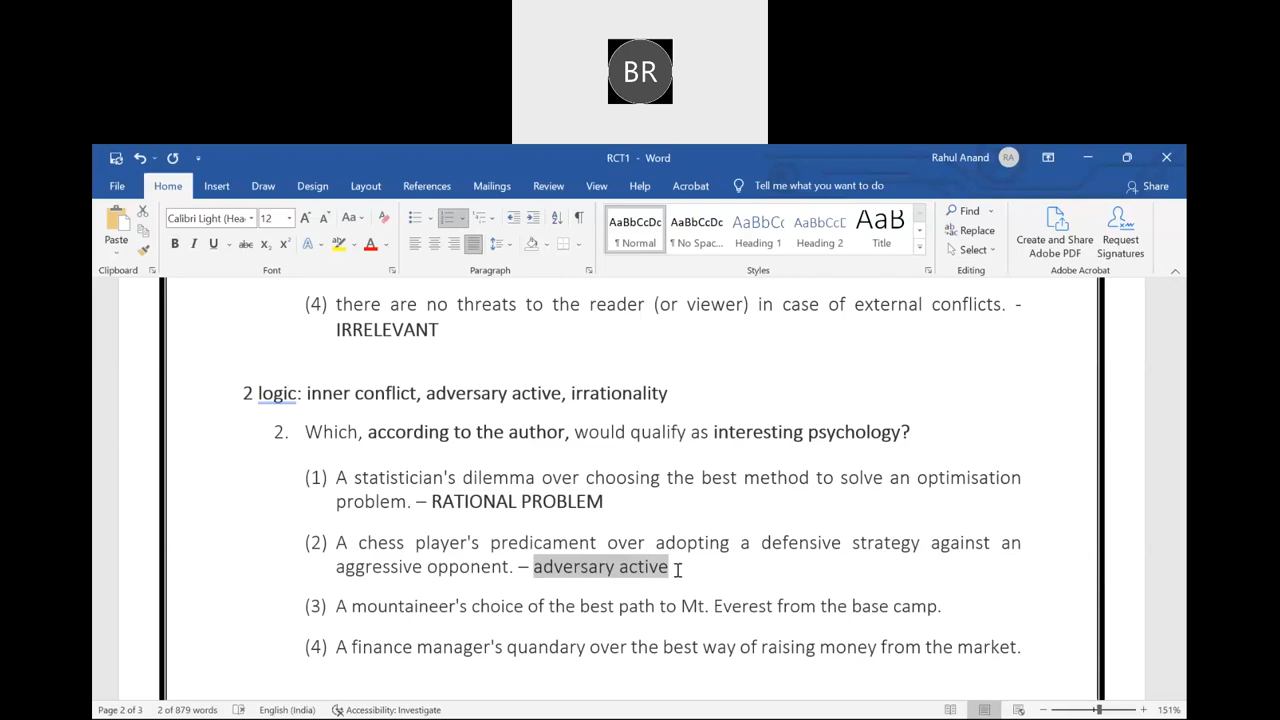 BR
RCT1 - Word
Rahul Anand RA
File Home Insert Draw Design Layout References Mailings Review View Help Acrobat Tell me what you want to do Share
Paste
Clipboard
Calibri Light (Hea 12
Font
Paragraph
AaBbCcDc AaBbCcDc AaBbCc AaBbCcE AaB
¶ Normal ¶ No Spac... Heading 1 Heading 2 Title
Styles
Find
Replace
Select
Editing
Create and Share Adobe PDF
Request Signatures
Adobe Acrobat
(4) there are no threats to the reader (or viewer) in case of external conflicts. -
IRRELEVANT
2 logic: inner conflict, adversary active, irrationality
2. Which, according to the author, would qualify as interesting psychology?
(1) A statistician's dilemma over choosing the best method to solve an optimisation
problem. – RATIONAL PROBLEM
(2) A chess player's predicament over adopting a defensive strategy against an
aggressive opponent. – adversary active
(3) A mountaineer's choice of the best path to Mt. Everest from the base camp.
(4) A finance manager's quandary over the best way of raising money from the market.
Page 2 of 3 2 of 879 words English (India) Accessibility: Investigate 151%